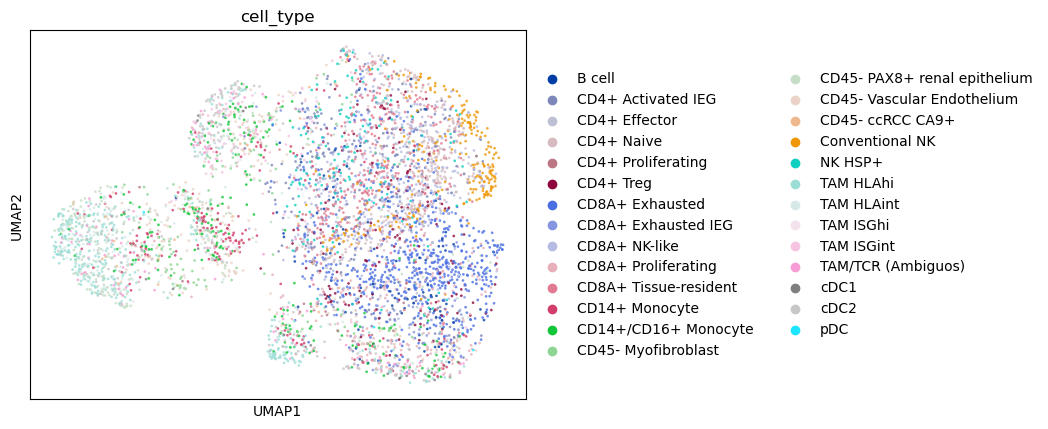 cell_type
UMAP2
UMAP1
B cell
CD4+ Activated IEG
CD4+ Effector
CD4+ Naive
CD4+ Proliferating
CD4+ Treg
CD8A+ Exhausted
CD8A+ Exhausted IEG
CD8A+ NK-like
CD8A+ Proliferating
CD8A+ Tissue-resident
CD14+ Monocyte
CD14+/CD16+ Monocyte
CD45- Myofibroblast
CD45- PAX8+ renal epithelium
CD45- Vascular Endothelium
CD45- ccRCC CA9+
Conventional NK
NK HSP+
TAM HLAhi
TAM HLAint
TAM ISGhi
TAM ISGint
TAM/TCR (Ambiguos)
cDC1
cDC2
pDC